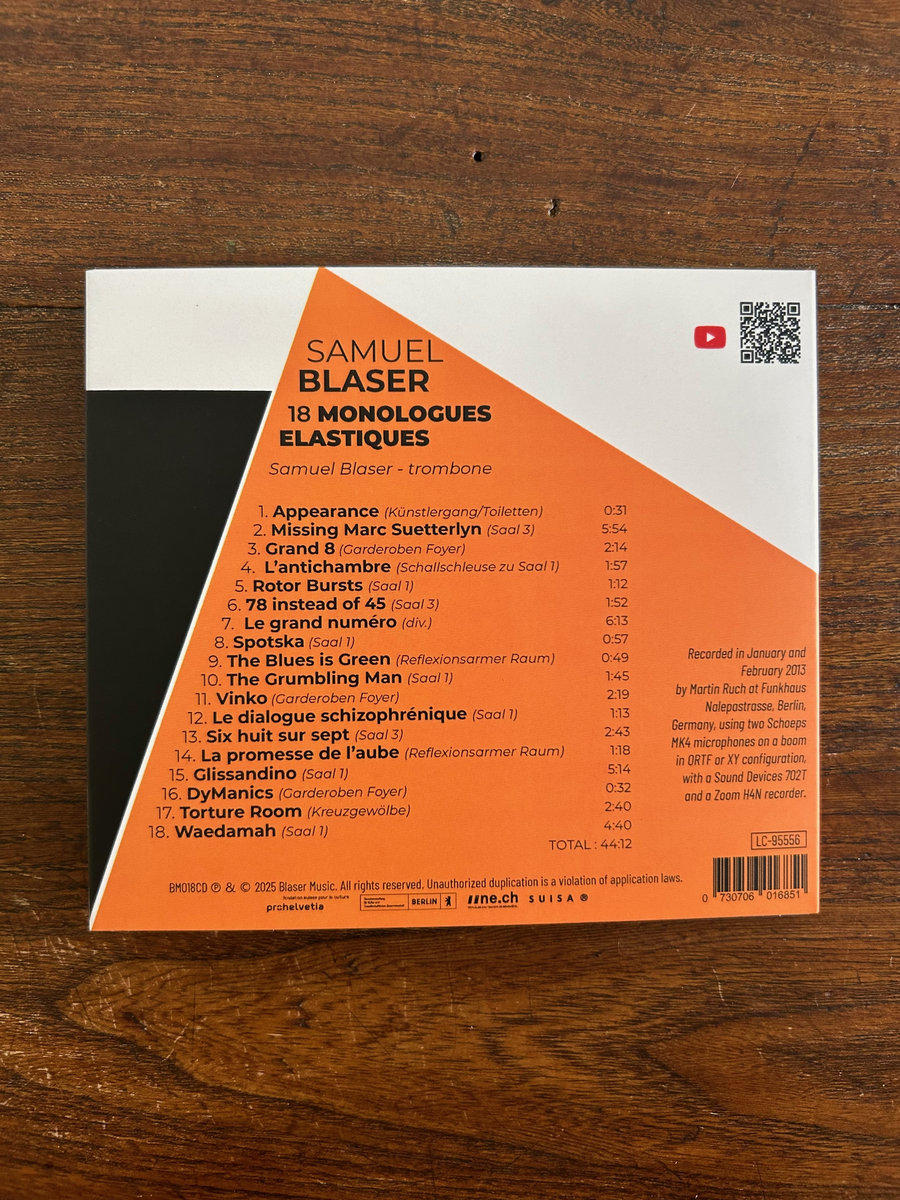 SAMUEL
BLASER
18 MONOLOGUES
ELASTIQUES
Samuel Blaser - trombone
1. Appearance (Künstlergang/Toiletten) 0:31
2. Missing Marc Suetterlyn (Saal 3) 5:54
3. Grand 8 (Garderoben Foyer) 2:14
4. L'antichambre (Schallschleuse zu Saal 1) 1:57
5. Rotor Bursts (Saal 1) 1:12
6. 78 instead of 45 (Saal 3) 1:52
7. Le grand numéro (div.) 6:13
8. Spotska (Saal 1) 0:57
9. The Blues is Green (Reflexionsarmer Raum) 0:49
10. The Grumbling Man (Saal 1) 1:45
11. Vinko (Garderoben Foyer) 2:19
12. Le dialogue schizophrénique (Saal 1) 1:13
13. Six huit sur sept (Saal 3) 2:43
14. La promesse de l'aube (Reflexionsarmer Raum) 1:18
15. Glissandino (Saal 1) 5:14
16. DyManics (Garderoben Foyer) 0:32
17. Torture Room (Kreuzgewölbe) 2:40
18. Waedamah (Saal 1) 4:40
TOTAL : 44:12
Recorded in January and
February 2013
by Martin Ruch at Funkhaus
Nalepastrasse, Berlin,
Germany, using two Schoeps
MK4 microphones on a boom
in ORTF or XY configuration,
with a Sound Devices 702T
and a Zoom H4N recorder.
LC-95556
0 730706 016851
BM018CD ℗ & © 2025 Blaser Music. All rights reserved. Unauthorized duplication is a violation of application laws.
prohelvetia
BERLIN
ne.ch
SUISA ®